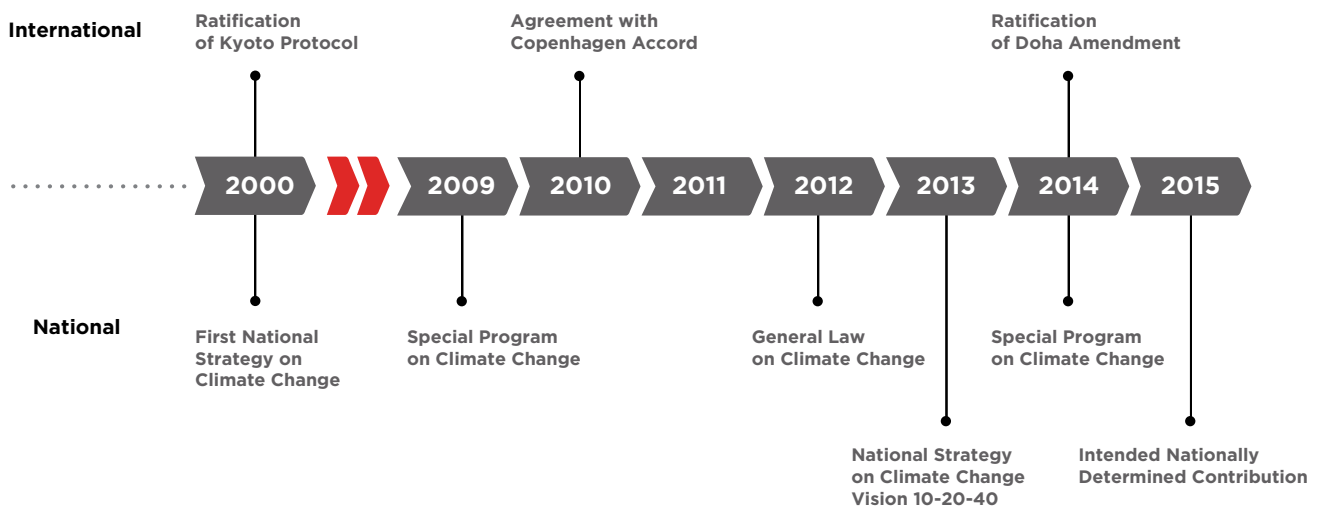 International
Ratification
of Kyoto Protocol
Agreement with
Copenhagen Accord
Ratification
of Doha Amendment
2000
2009
2010
2011
2012
2013
2014
2015
National
First National
Strategy on
Climate Change
Special Program
on Climate Change
General Law
on Climate Change
Special Program
on Climate Change
National Strategy
on Climate Change
Vision 10-20-40
Intended Nationally
Determined Contribution